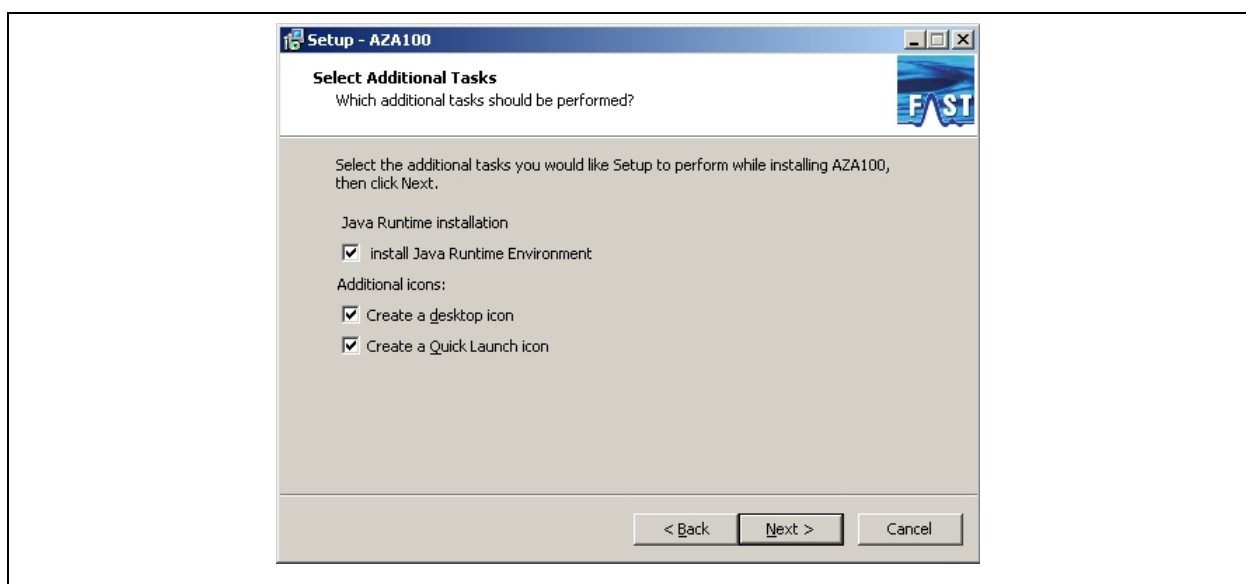 Setup - AZA100
Select Additional Tasks
Which additional tasks should be performed?
FAST
Select the additional tasks you would like Setup to perform while installing AZA100,
then click Next.
Java Runtime installation
install Java Runtime Environment
Additional icons:
Create a desktop icon
Create a Quick Launch icon
< Back
Next >
Cancel